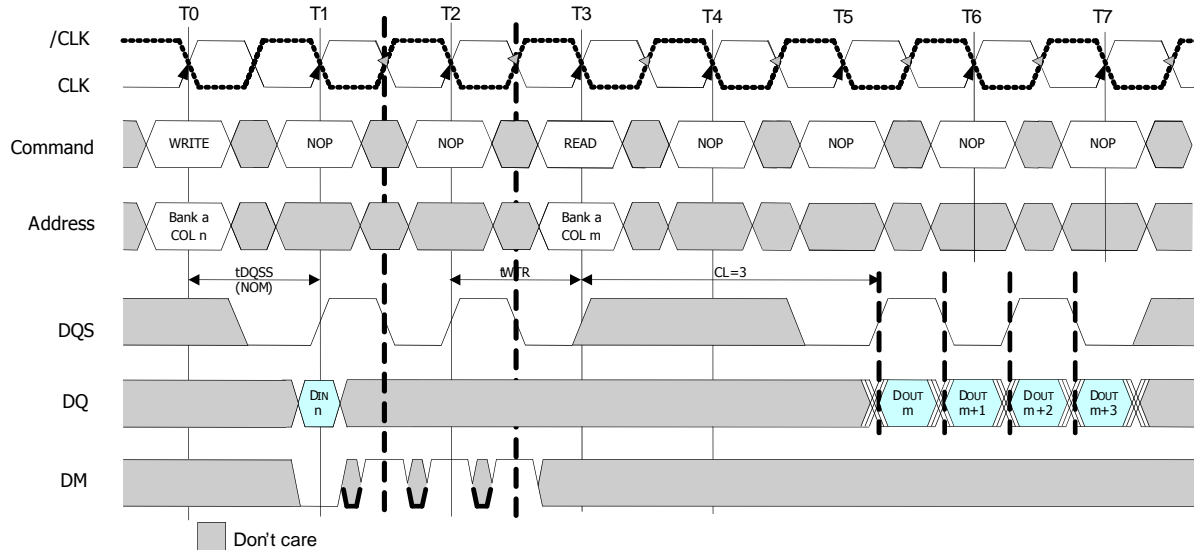 T0 T1 T2 T3 T4 T5 T6 T7
/CLK
CLK
Command WRITE NOP NOP READ NOP NOP NOP NOP
Address Bank a COL n Bank a COL m
tDQSS (NOM) tWTR CL=3
DQS
DQ DIN n DOUT m DOUT m+1 DOUT m+2 DOUT m+3
DM
Don't care